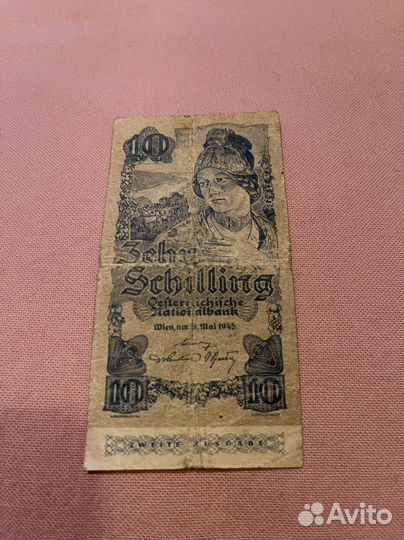 10
Zehn
Schilling
Oesterreichische
Nationalbank
Wien, am 29. Mai 1945
10 10
ZWEITE AUSGABE
Avito